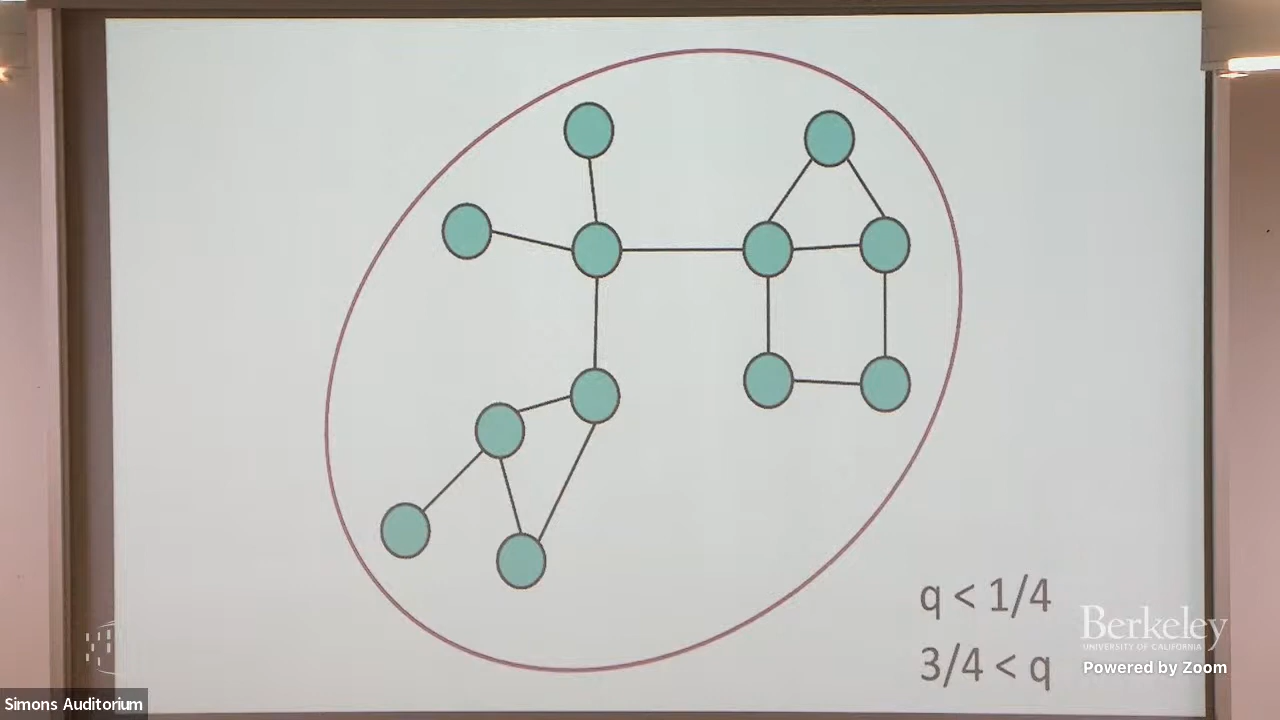 q < 1/4
3/4 < q
Berkeley
UNIVERSITY OF CALIFORNIA
Powered by Zoom
Simons Auditorium